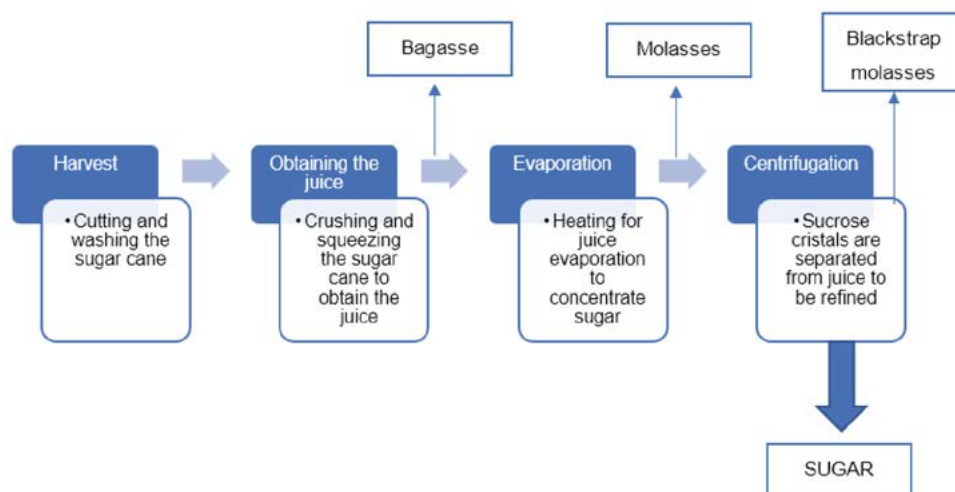 Bagasse
Molasses
Blackstrap
molasses
Harvest
• Cutting and
washing the
sugar cane
Obtaining the
juice
• Crushing and
squeezing
the sugar
cane to
obtain the
juice
Evaporation
• Heating for
juice
evaporation
to
concentrate
sugar
Centrifugation
• Sucrose
cristals are
separated
from juice to
be refined
SUGAR